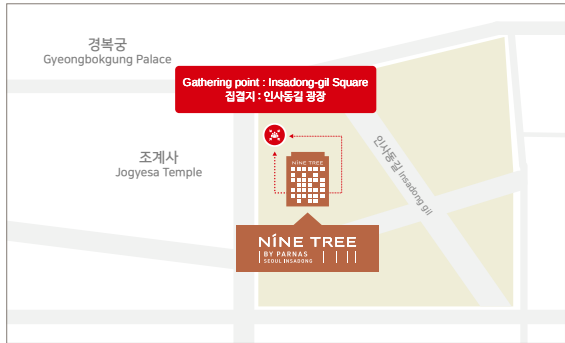 경복궁
Gyeongbokgung Palace
Gathering point : Insadong-gil Square
집결지 : 인사동길 광장
조계사
Jogyesa Temple
인사동길 Insadong gil
NINE TREE
NÍNE TREE
BY PARNAS
SEOUL INSADONG